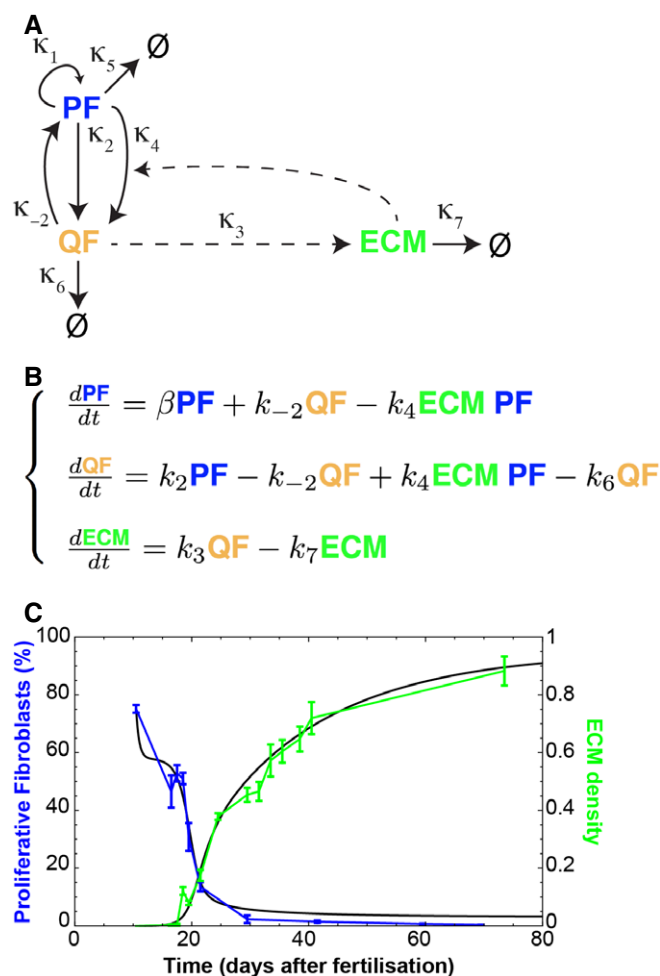 A
κ1 κ5 Ø
PF
κ2 κ4
κ−2
QF κ3 ECM κ7 Ø
κ6
Ø
B
dPF/dt = βPF + k−2QF − k4ECM PF
dQF/dt = k2PF − k−2QF + k4ECM PF − k6QF
dECM/dt = k3QF − k7ECM
C
Proliferative Fibroblasts (%)
100
80
60
40
20
0
1
0.8
0.6
0.4
0.2
0
ECM density
0 20 40 60 80
Time (days after fertilisation)